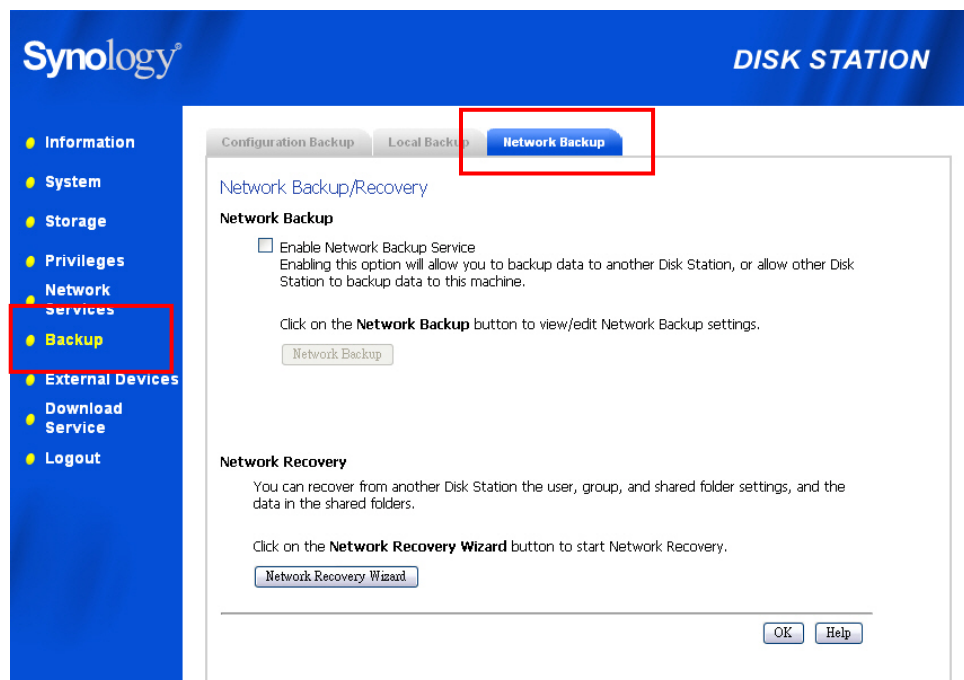 Synology®
DISK STATION
Information
System
Storage
Privileges
Network
Services
Backup
External Devices
Download
Service
Logout
Configuration Backup
Local Backup
Network Backup
Network Backup/Recovery
Network Backup
Enable Network Backup Service
Enabling this option will allow you to backup data to another Disk Station, or allow other Disk
Station to backup data to this machine.
Click on the Network Backup button to view/edit Network Backup settings.
Network Backup
Network Recovery
You can recover from another Disk Station the user, group, and shared folder settings, and the
data in the shared folders.
Click on the Network Recovery Wizard button to start Network Recovery.
Network Recovery Wizard
OK
Help